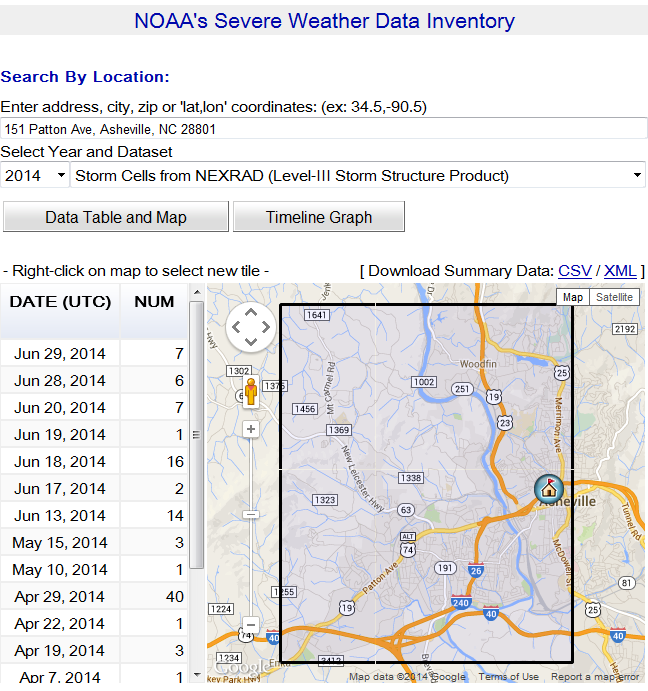 NOAA's Severe Weather Data Inventory
Search By Location:
Enter address, city, zip or 'lat,lon' coordinates: (ex: 34.5,-90.5)
151 Patton Ave, Asheville, NC 28801
Select Year and Dataset
2014 Storm Cells from NEXRAD (Level-III Storm Structure Product)
Data Table and Map Timeline Graph
- Right-click on map to select new tile - [ Download Summary Data: CSV / XML ]
DATE (UTC) NUM
Jun 29, 2014 7
Jun 28, 2014 6
Jun 20, 2014 7
Jun 19, 2014 1
Jun 18, 2014 16
Jun 17, 2014 2
Jun 13, 2014 14
May 15, 2014 3
May 10, 2014 1
Apr 29, 2014 40
Apr 22, 2014 1
Apr 19, 2014 3
Apr 7, 2014 1
Map Satellite
1641
2192
Woodfin
1302
25
1002
251
19
1456
23
Mt Carmel Rd
Merrimon Ave
1369
New Leicester Hwy
1338
1323
63
Asheville
Tunnel Rd
ALT
74
Patton Ave
191
26
McDowell St
81
1255
1224
19
240
40
25
74
40
40
1234
3412
Google
Map data ©2014 Google Terms of Use Report a map error